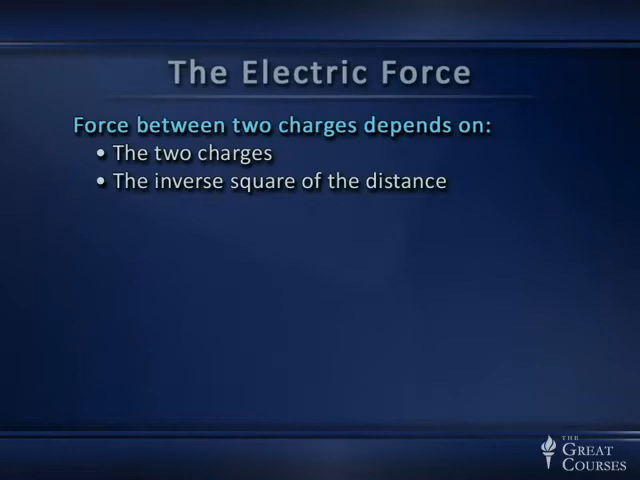 The Electric Force
Force between two charges depends on:
• The two charges
• The inverse square of the distance
THE
GREAT
COURSES